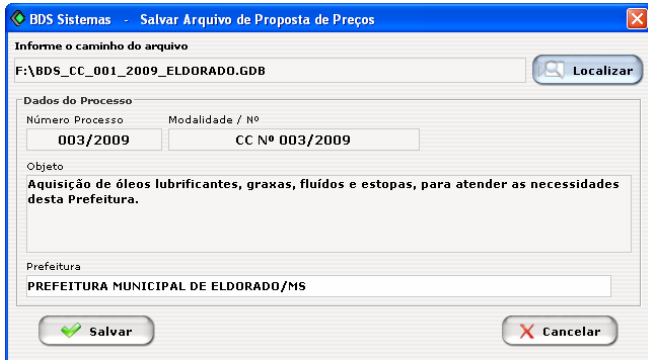 BDS Sistemas - Salvar Arquivo de Proposta de Preços
Informe o caminho do arquivo
F:\BDS_CC_001_2009_ELDORADO.GDB
Localizar
Dados do Processo
Número Processo Modalidade / Nº
003/2009 CC Nº 003/2009
Objeto
Aquisição de óleos lubrificantes, graxas, fluídos e estopas, para atender as necessidades
desta Prefeitura.
Prefeitura
PREFEITURA MUNICIPAL DE ELDORADO/MS
Salvar Cancelar